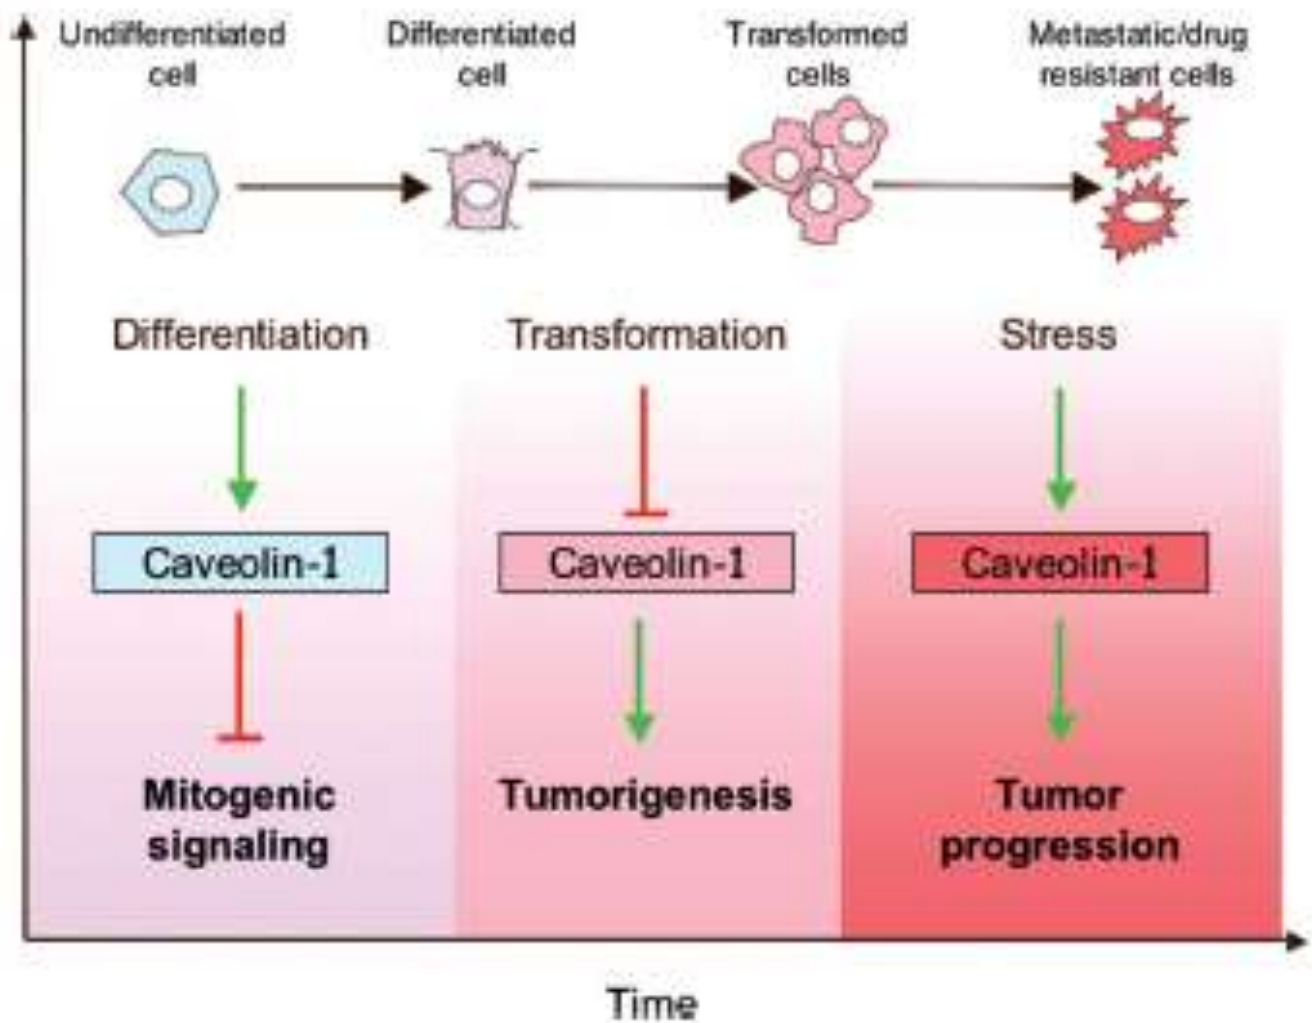 Undifferentiated
cell
Differentiated
cell
Transformed
cells
Metastatic/drug
resistant cells
Differentiation
Transformation
Stress
Caveolin-1
Caveolin-1
Caveolin-1
Mitogenic
signaling
Tumorigenesis
Tumor
progression
Time